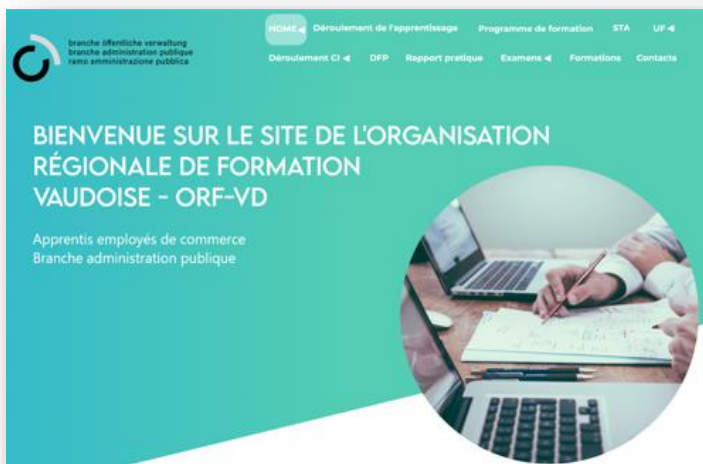 branche öffentliche verwaltung
branche administration publique
ramo amministrazione pubblica
HOME ◀ Déroulement de l'apprentissage Programme de formation STA UF ◀
Déroulement CI ◀ DFP Rapport pratique Examens ◀ Formations Contacts
BIENVENUE SUR LE SITE DE L'ORGANISATION
RÉGIONALE DE FORMATION
VAUDOISE - ORF-VD
Apprentis employés de commerce
Branche administration publique